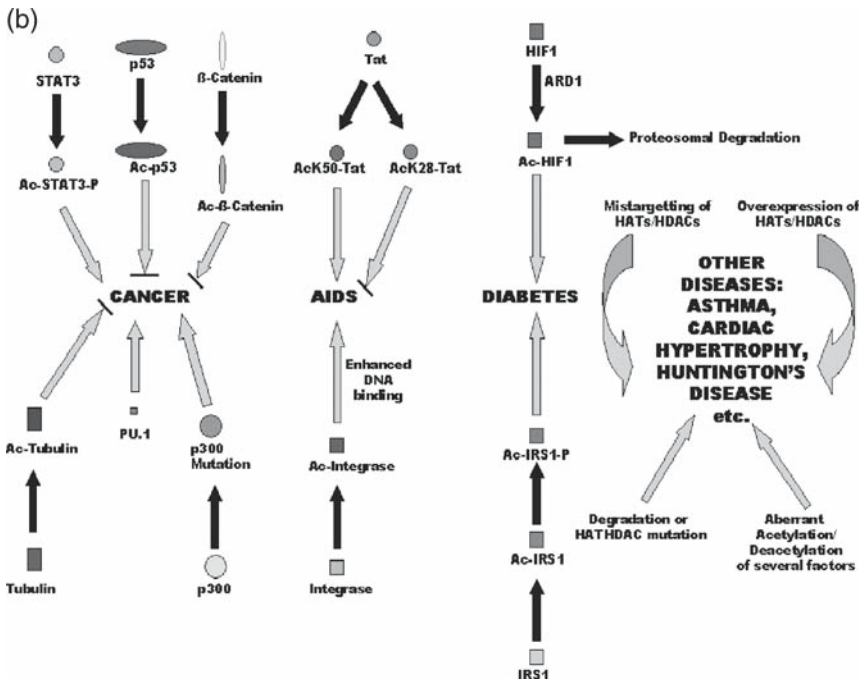 (b)
STAT3
Ac-STAT3-P
p53
Ac-p53
ß-Catenin
Ac-ß-Catenin
CANCER
Ac-Tubulin
Tubulin
PU.1
p300
Mutation
p300
Tat
AcK50-Tat
AcK28-Tat
AIDS
Enhanced
DNA
binding
Ac-Integrase
Integrase
HIF1
ARD1
Ac-HIF1
Proteosomal Degradation
DIABETES
Ac-IRS1-P
Ac-IRS1
IRS1
Mistargetting of
HATs/HDACs
Overexpression of
HATs/HDACs
OTHER
DISEASES:
ASTHMA,
CARDIAC
HYPERTROPHY,
HUNTINGTON'S
DISEASE
etc.
Degradation or
HATHDAC mutation
Aberrant
Acetylation/
Deacetylation
of several factors